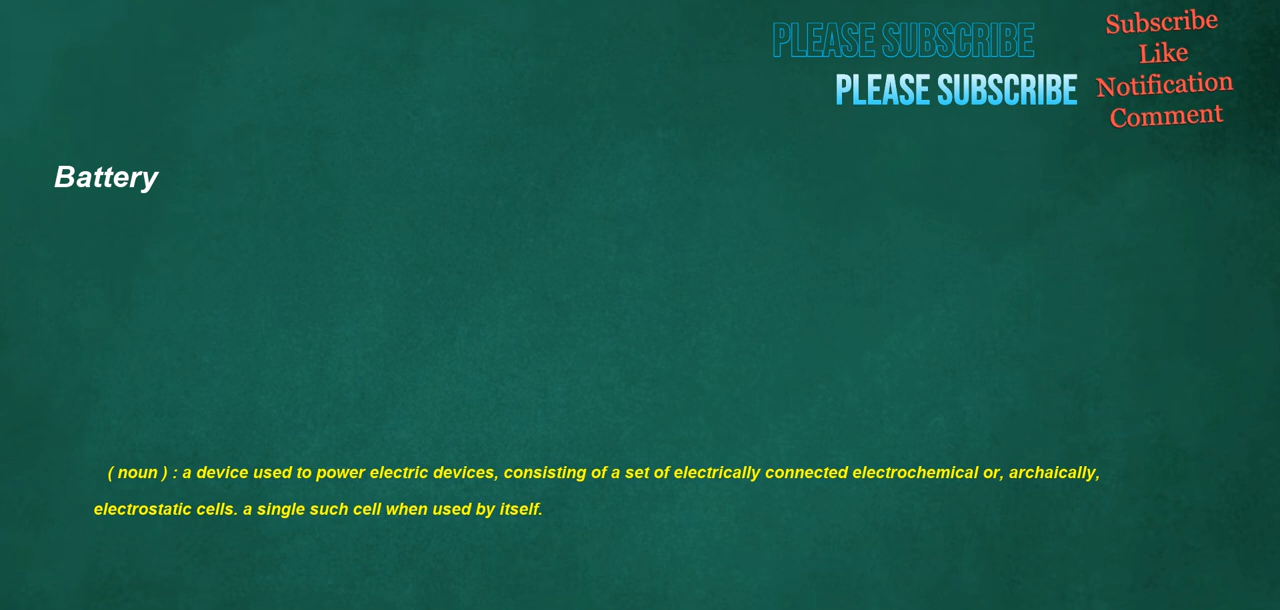 PLEASE SUBSCRIBE
PLEASE SUBSCRIBE
Subscribe
Like
Notification
Comment
Battery
( noun ) : a device used to power electric devices, consisting of a set of electrically connected electrochemical or, archaically,
electrostatic cells. a single such cell when used by itself.